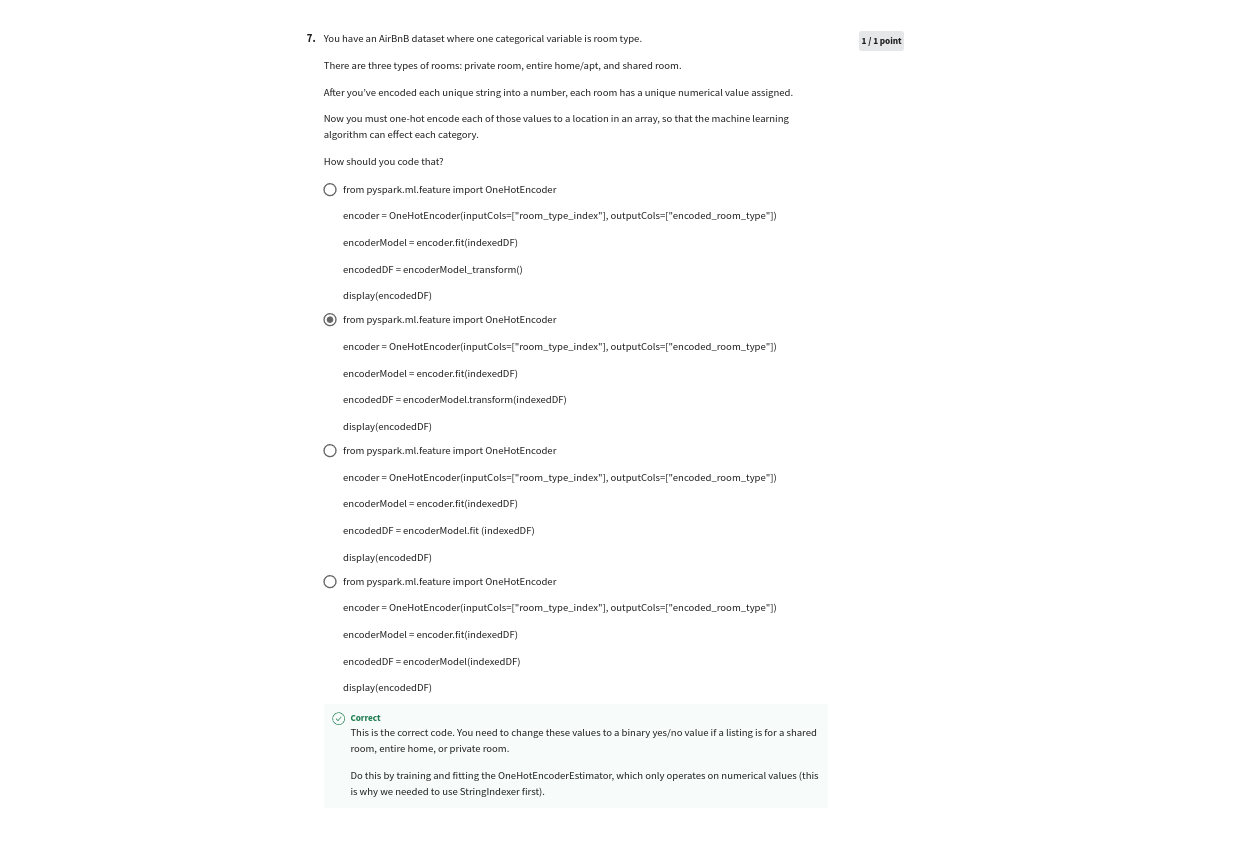 7. You have an AirBnB dataset where one categorical variable is room type.
1 / 1 point
There are three types of rooms: private room, entire home/apt, and shared room.
After you've encoded each unique string into a number, each room has a unique numerical value assigned.
Now you must one-hot encode each of those values to a location in an array, so that the machine learning
algorithm can effect each category.
How should you code that?
from pyspark.ml.feature import OneHotEncoder
encoder = OneHotEncoder(inputCols=["room_type_index"], outputCols=["encoded_room_type"])
encoderModel = encoder.fit(indexedDF)
encodedDF = encoderModel_transform()
display(encodedDF)
from pyspark.ml.feature import OneHotEncoder
encoder = OneHotEncoder(inputCols=["room_type_index"], outputCols=["encoded_room_type"])
encoderModel = encoder.fit(indexedDF)
encodedDF = encoderModel.transform(indexedDF)
display(encodedDF)
from pyspark.ml.feature import OneHotEncoder
encoder = OneHotEncoder(inputCols=["room_type_index"], outputCols=["encoded_room_type"])
encoderModel = encoder.fit(indexedDF)
encodedDF = encoderModel.fit (indexedDF)
display(encodedDF)
from pyspark.ml.feature import OneHotEncoder
encoder = OneHotEncoder(inputCols=["room_type_index"], outputCols=["encoded_room_type"])
encoderModel = encoder.fit(indexedDF)
encodedDF = encoderModel(indexedDF)
display(encodedDF)
Correct
This is the correct code. You need to change these values to a binary yes/no value if a listing is for a shared
room, entire home, or private room.
Do this by training and fitting the OneHotEncoderEstimator, which only operates on numerical values (this
is why we needed to use StringIndexer first).